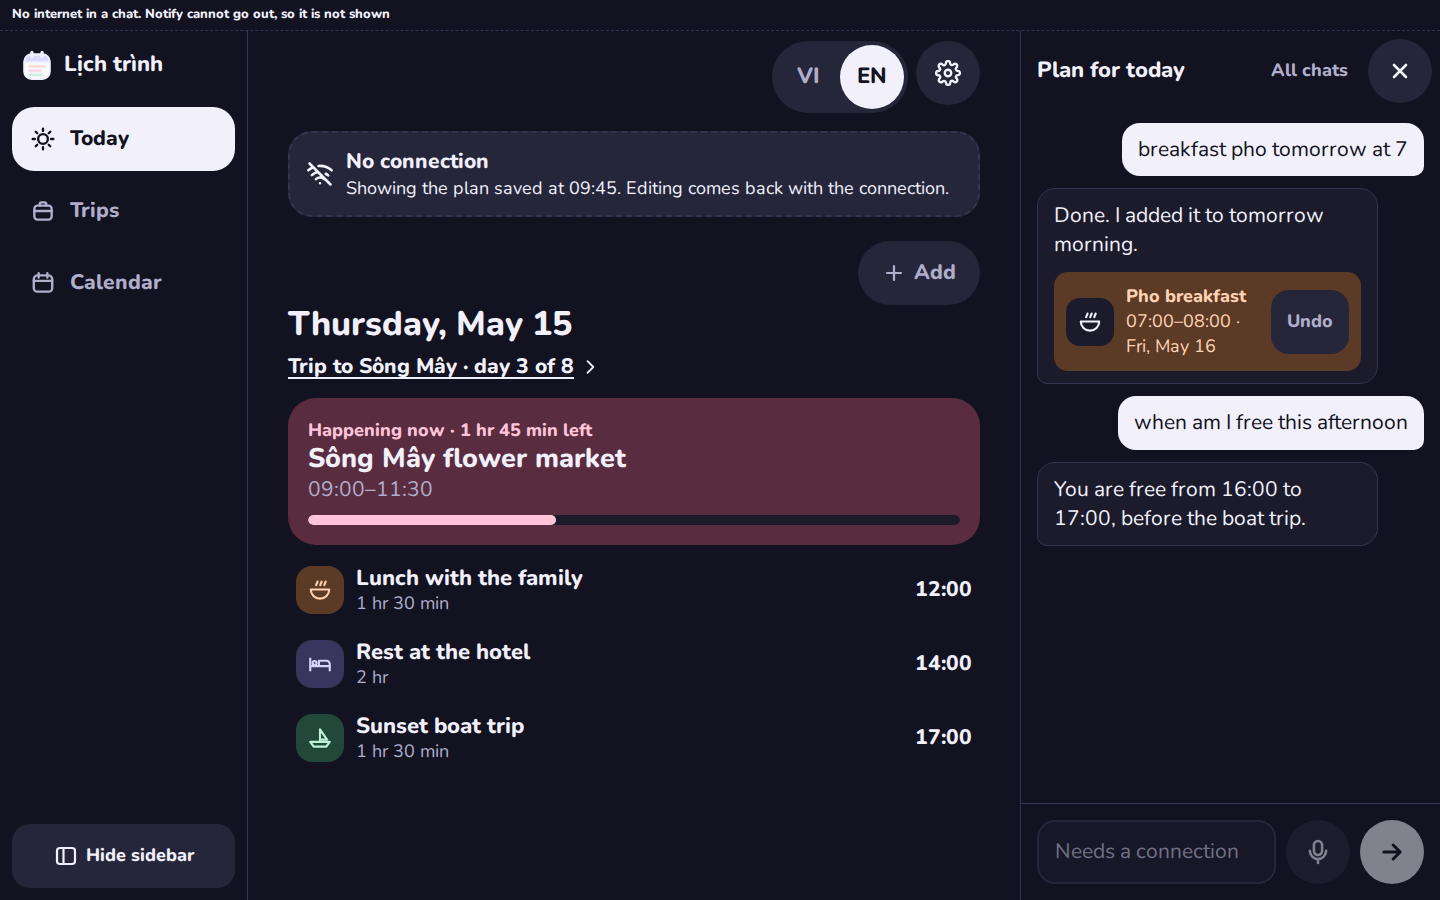 No internet in a chat. Notify cannot go out, so it is not shown
Lịch trình
Today
Trips
Calendar
Hide sidebar
VI
EN
No connection
Showing the plan saved at 09:45. Editing comes back with the connection.
Add
Thursday, May 15
Trip to Sông Mây · day 3 of 8
Happening now · 1 hr 45 min left
Sông Mây flower market
09:00–11:30
Lunch with the family
1 hr 30 min
12:00
Rest at the hotel
2 hr
14:00
Sunset boat trip
1 hr 30 min
17:00
Plan for today
All chats
breakfast pho tomorrow at 7
Done. I added it to tomorrow
morning.
Pho breakfast
07:00–08:00 ·
Fri, May 16
Undo
when am I free this afternoon
You are free from 16:00 to
17:00, before the boat trip.
Needs a connection